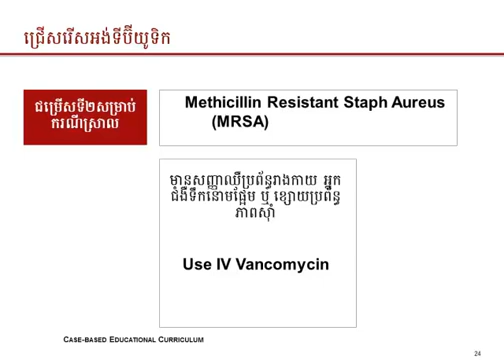 ជ្រើសរើសអង់ទីប៊ីយូទិក
ជម្រើសទី២សម្រាប់
ករណីស្រាល
Methicillin Resistant Staph Aureus
(MRSA)
មានសញ្ញាឈឺប្រព័ន្ធរាងកាយ អ្នក
ជំងឺទឹកនោមផ្អែម ឬ ខ្សោយប្រព័ន្ធ
ភាពស៊ាំ
Use IV Vancomycin
CASE-BASED EDUCATIONAL CURRICULUM
24